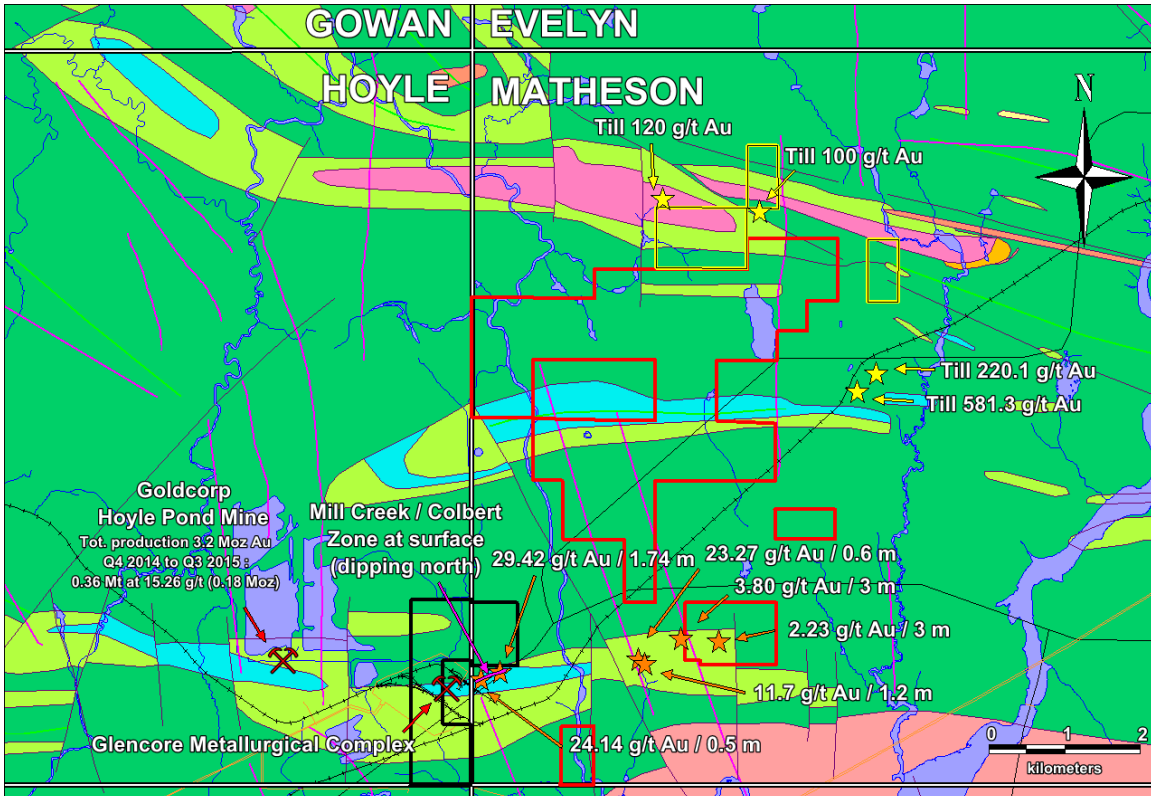 GOWAN EVELYN
HOYLE MATHESON
N
Till 120 g/t Au
Till 100 g/t Au
Till 220.1 g/t Au
Till 581.3 g/t Au
Goldcorp
Hoyle Pond Mine
Tot. production 3.2 Moz Au
Q4 2014 to Q3 2015 :
0.36 Mt at 15.26 g/t (0.18 Moz)
Mill Creek / Colbert
Zone at surface
(dipping north)
29.42 g/t Au / 1.74 m
23.27 g/t Au / 0.6 m
3.80 g/t Au / 3 m
2.23 g/t Au / 3 m
11.7 g/t Au / 1.2 m
Glencore Metallurgical Complex
24.14 g/t Au / 0.5 m
0 1 2
kilometers